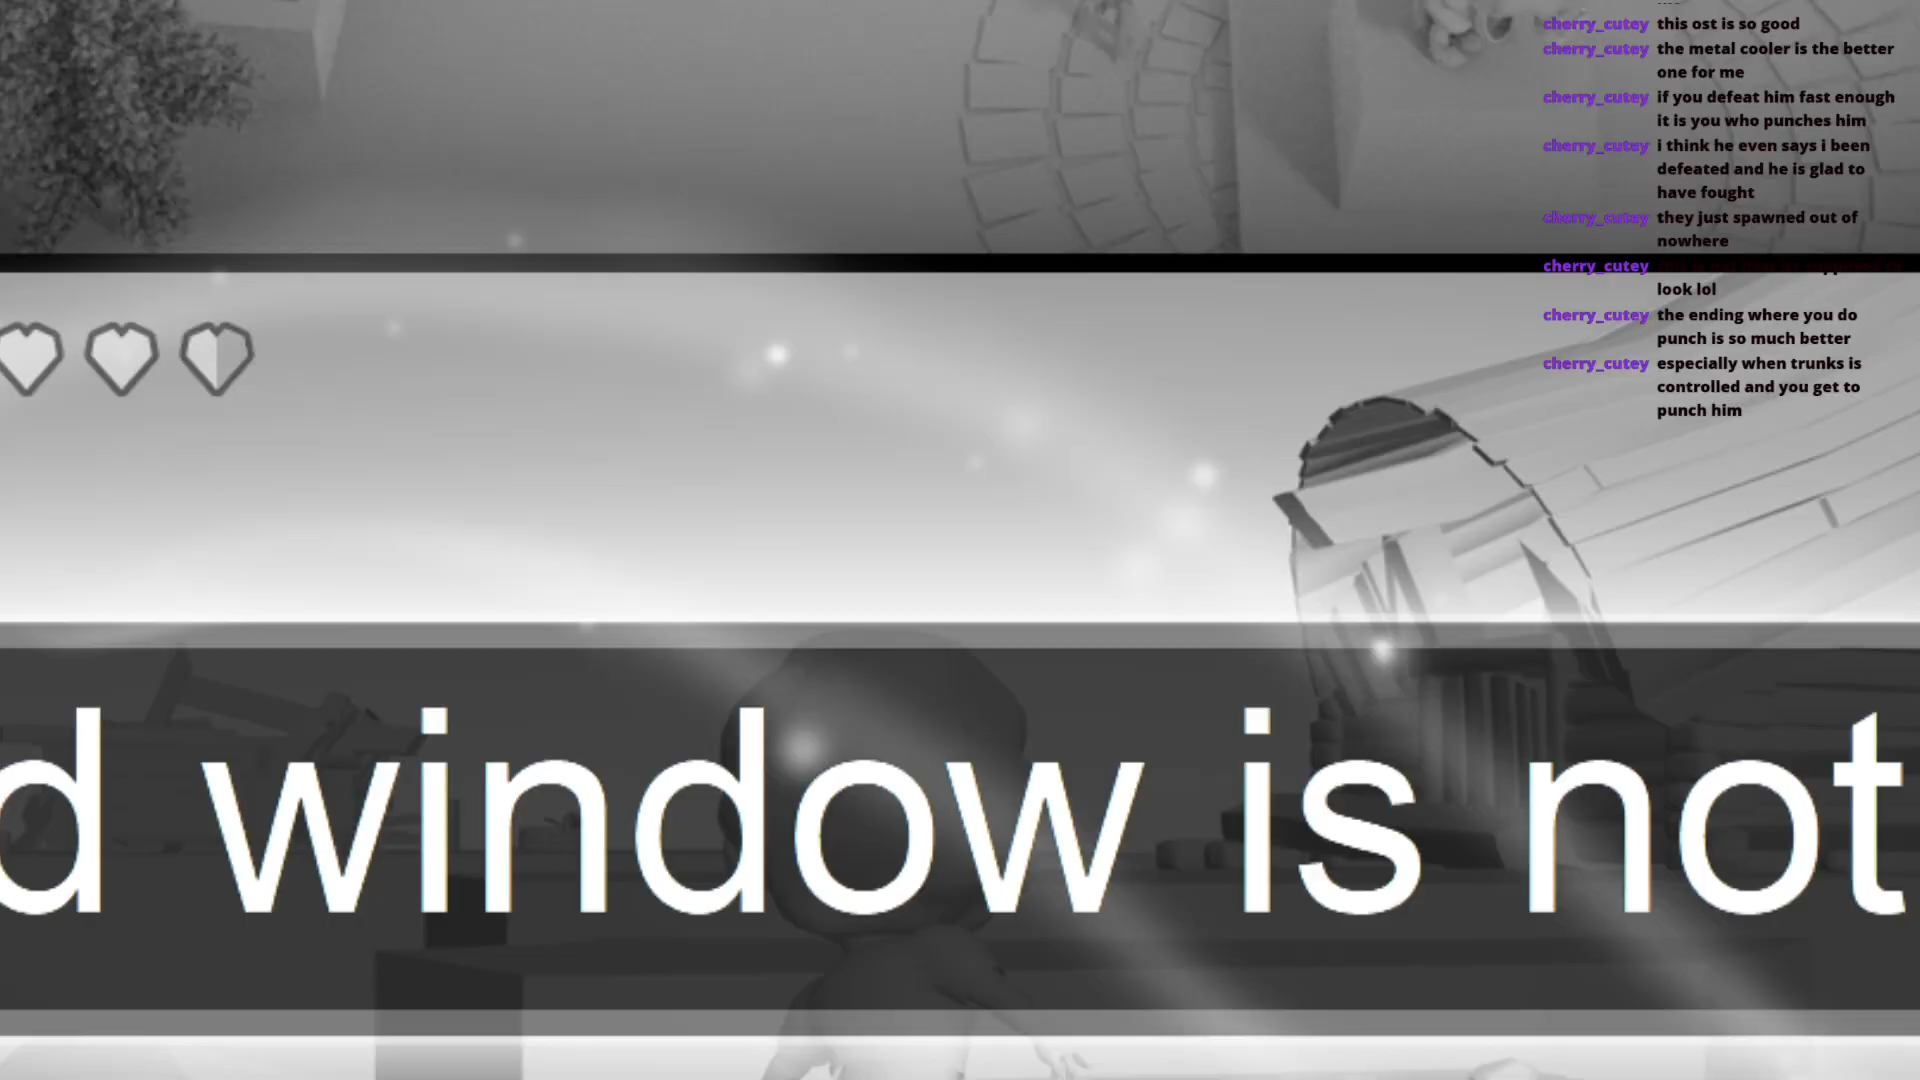 cherry_cutey this ost is so good
cherry_cutey the metal cooler is the better
one for me
cherry_cutey if you defeat him fast enough
it is you who punches him
cherry_cutey i think he even says i been
defeated and he is glad to
have fought
cherry_cutey they just spawned out of
nowhere
cherry_cutey
look lol
cherry_cutey the ending where you do
punch is so much better
cherry_cutey especially when trunks is
controlled and you get to
punch him
d window is not